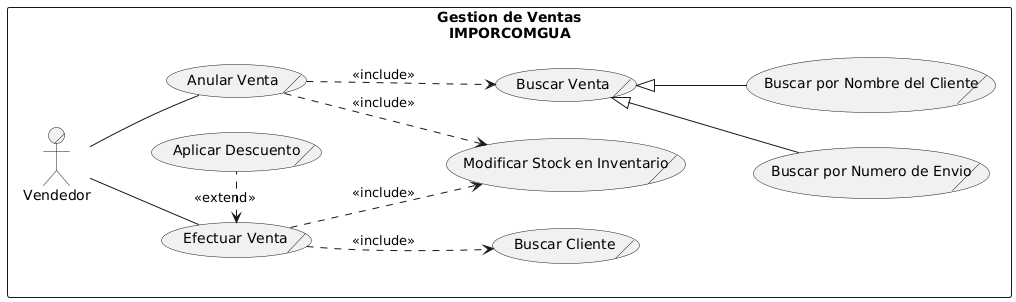 Gestion de Ventas
IMPORCOMGUA
Anular Venta
«include»
Buscar Venta
Buscar por Nombre del Cliente
«include»
Aplicar Descuento
Modificar Stock en Inventario
Buscar por Numero de Envio
Vendedor
«extend»
«include»
Efectuar Venta
«include»
Buscar Cliente